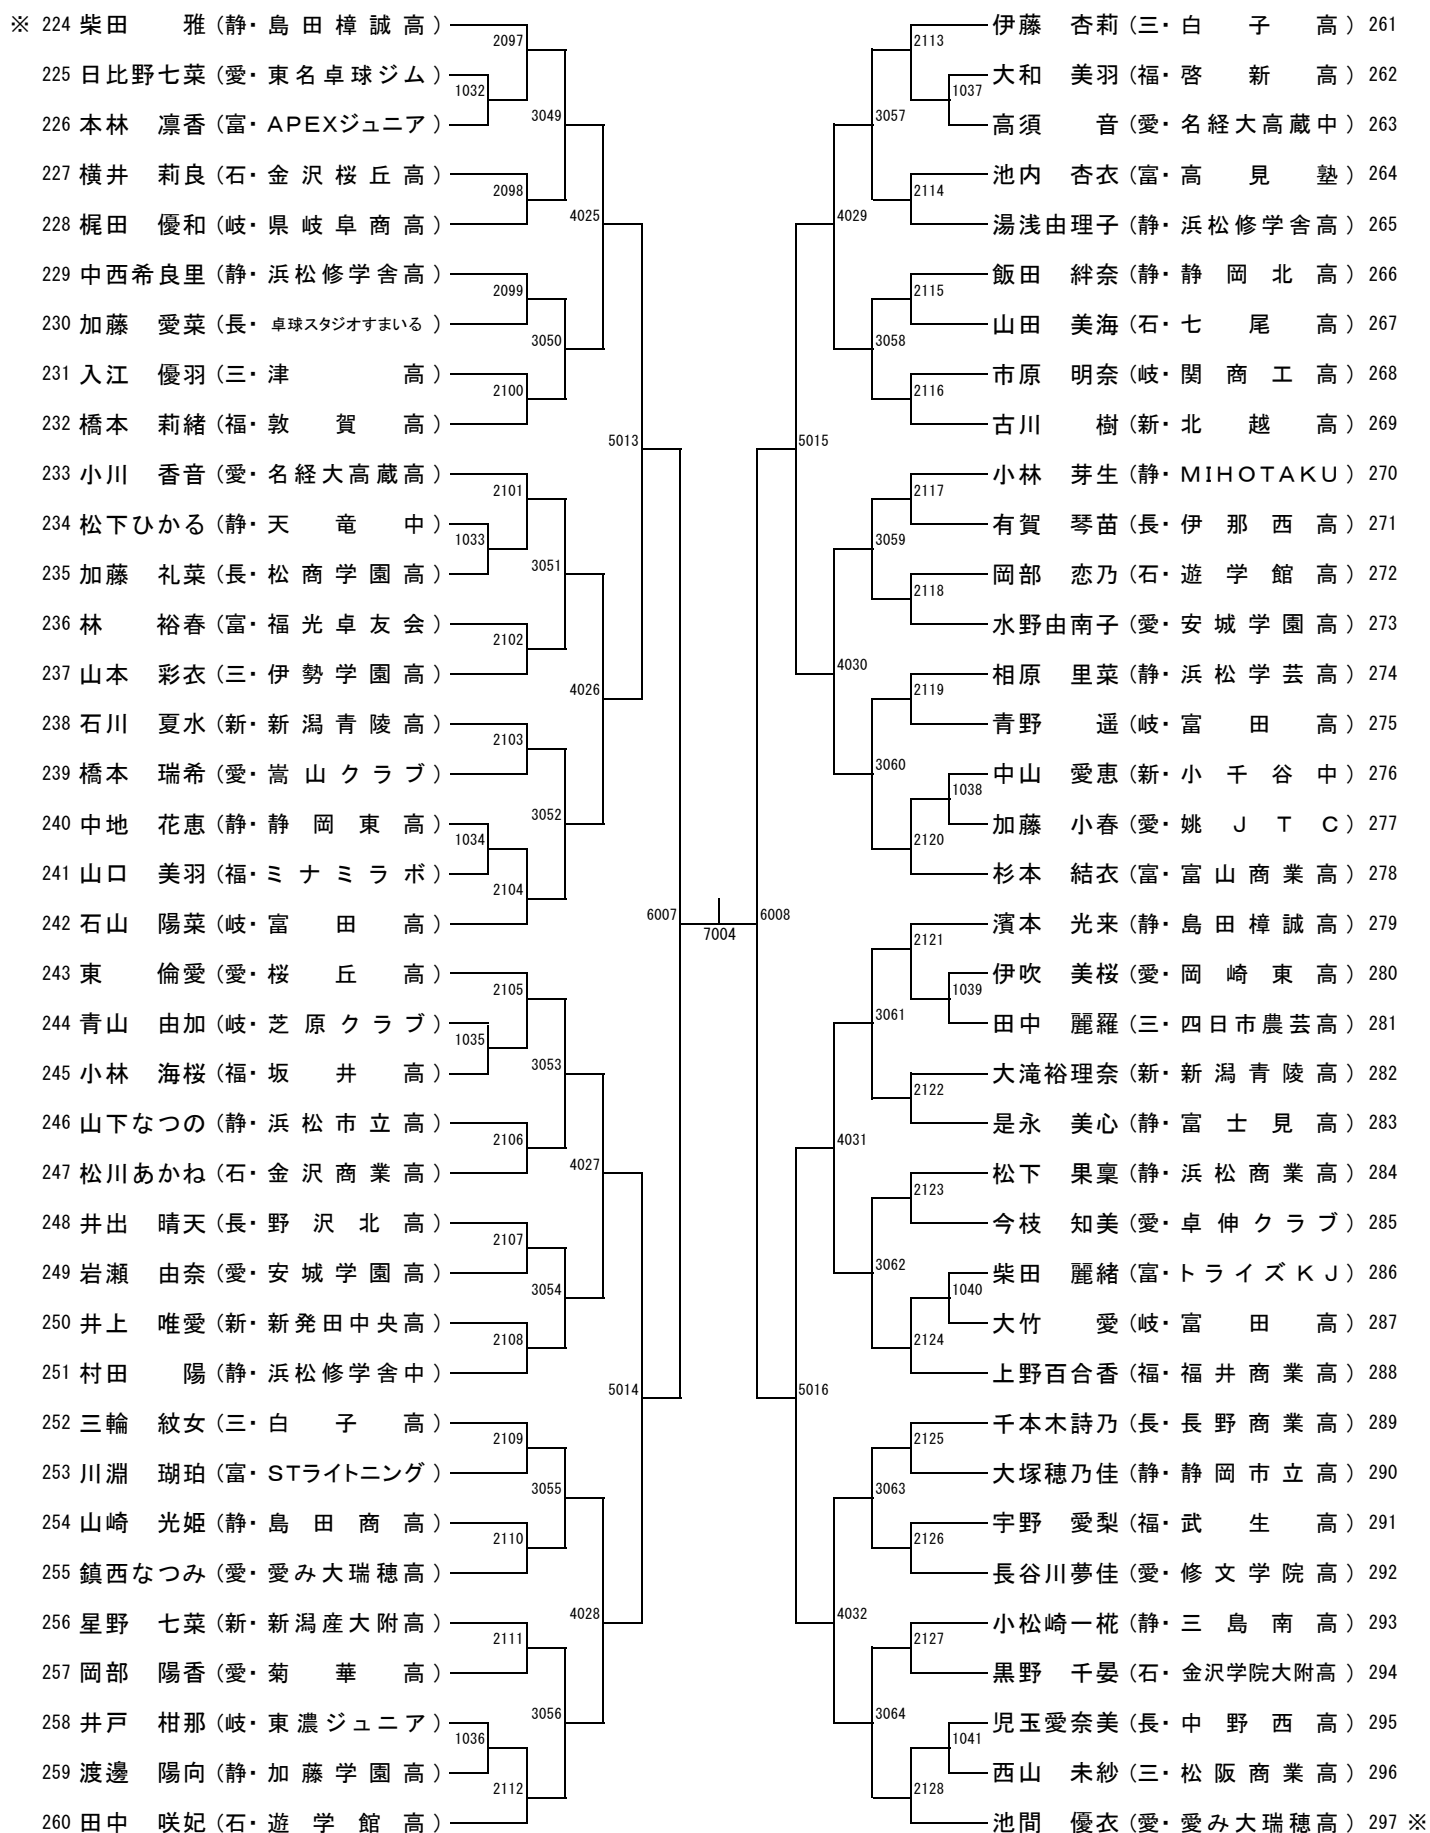 ※ 224 柴田 雅 (静・島田樟誠高)
225 日比野七菜 (愛・東名卓球ジム)
226 本林 凛香 (富・APEXジュニア)
227 横井 莉良 (石・金沢桜丘高)
228 梶田 優和 (岐・県岐阜商高)
229 中西希良里 (静・浜松修学舎高)
230 加藤 愛菜 (長・卓球スタジオすまいる)
231 入江 優羽 (三・津高)
232 橋本 莉緒 (福・敦賀高)
233 小川 香音 (愛・名経大高蔵高)
234 松下ひかる (静・天竜中)
235 加藤 礼菜 (長・松商学園高)
236 林 裕春 (富・福光卓友会)
237 山本 彩衣 (三・伊勢学園高)
238 石川 夏水 (新・新潟青陵高)
239 橋本 瑞希 (愛・嵩山クラブ)
240 中地 花恵 (静・静岡東高)
241 山口 美羽 (福・ミナミラボ)
242 石山 陽菜 (岐・富田高)
243 東 倫愛 (愛・桜丘高)
244 青山 由加 (岐・芝原クラブ)
245 小林 海桜 (福・坂井高)
246 山下なつの (静・浜松市立高)
247 松川あかね (石・金沢商業高)
248 井出 晴天 (長・野沢北高)
249 岩瀬 由奈 (愛・安城学園高)
250 井上 唯愛 (新・新発田中央高)
251 村田 陽 (静・浜松修学舎中)
252 三輪 紋女 (三・白子高)
253 川淵 瑚珀 (富・STライトニング)
254 山崎 光姫 (静・島田商高)
255 鎮西なつみ (愛・愛み大瑞穂高)
256 星野 七菜 (新・新潟産大附高)
257 岡部 陽香 (愛・菊華高)
258 井戸 柑那 (岐・東濃ジュニア)
259 渡邊 陽向 (静・加藤学園高)
260 田中 咲妃 (石・遊学館高)
2097
1032
3049
2098
4025
2099
3050
2100
5013
2101
1033
3051
2102
4026
2103
3052
1034
2104
6007
2105
1035
3053
2106
4027
2107
3054
2108
5014
2109
3055
2110
4028
2111
3056
1036
2112
7004
2113
1037
3057
2114
4029
2115
3058
2116
5015
2117
3059
2118
4030
2119
3060
1038
2120
6008
2121
1039
3061
2122
4031
2123
3062
1040
2124
5016
2125
3063
2126
4032
2127
3064
1041
2128
伊藤 杏莉 (三・白子高) 261
大和 美羽 (福・啓新高) 262
高須 音 (愛・名経大高蔵中) 263
池内 杏衣 (富・高見塾) 264
湯浅由理子 (静・浜松修学舎高) 265
飯田 絆奈 (静・静岡北高) 266
山田 美海 (石・七尾高) 267
市原 明奈 (岐・関商工高) 268
古川 樹 (新・北越高) 269
小林 芽生 (静・MIHOTAKU) 270
有賀 琴苗 (長・伊那西高) 271
岡部 恋乃 (石・遊学館高) 272
水野由南子 (愛・安城学園高) 273
相原 里菜 (静・浜松学芸高) 274
青野 遥 (岐・富田高) 275
中山 愛恵 (新・小千谷中) 276
加藤 小春 (愛・姚JTC) 277
杉本 結衣 (富・富山商業高) 278
濱本 光来 (静・島田樟誠高) 279
伊吹 美桜 (愛・岡崎東高) 280
田中 麗羅 (三・四日市農芸高) 281
大滝裕理奈 (新・新潟青陵高) 282
是永 美心 (静・富士見高) 283
松下 果稟 (静・浜松商業高) 284
今枝 知美 (愛・卓伸クラブ) 285
柴田 麗緒 (富・トライズKJ) 286
大竹 愛 (岐・富田高) 287
上野百合香 (福・福井商業高) 288
千本木詩乃 (長・長野商業高) 289
大塚穂乃佳 (静・静岡市立高) 290
宇野 愛梨 (福・武生高) 291
長谷川夢佳 (愛・修文学院高) 292
小松崎一椛 (静・三島南高) 293
黒野 千晏 (石・金沢学院大附高) 294
児玉愛奈美 (長・中野西高) 295
西山 未紗 (三・松阪商業高) 296
池間 優衣 (愛・愛み大瑞穂高) 297 ※